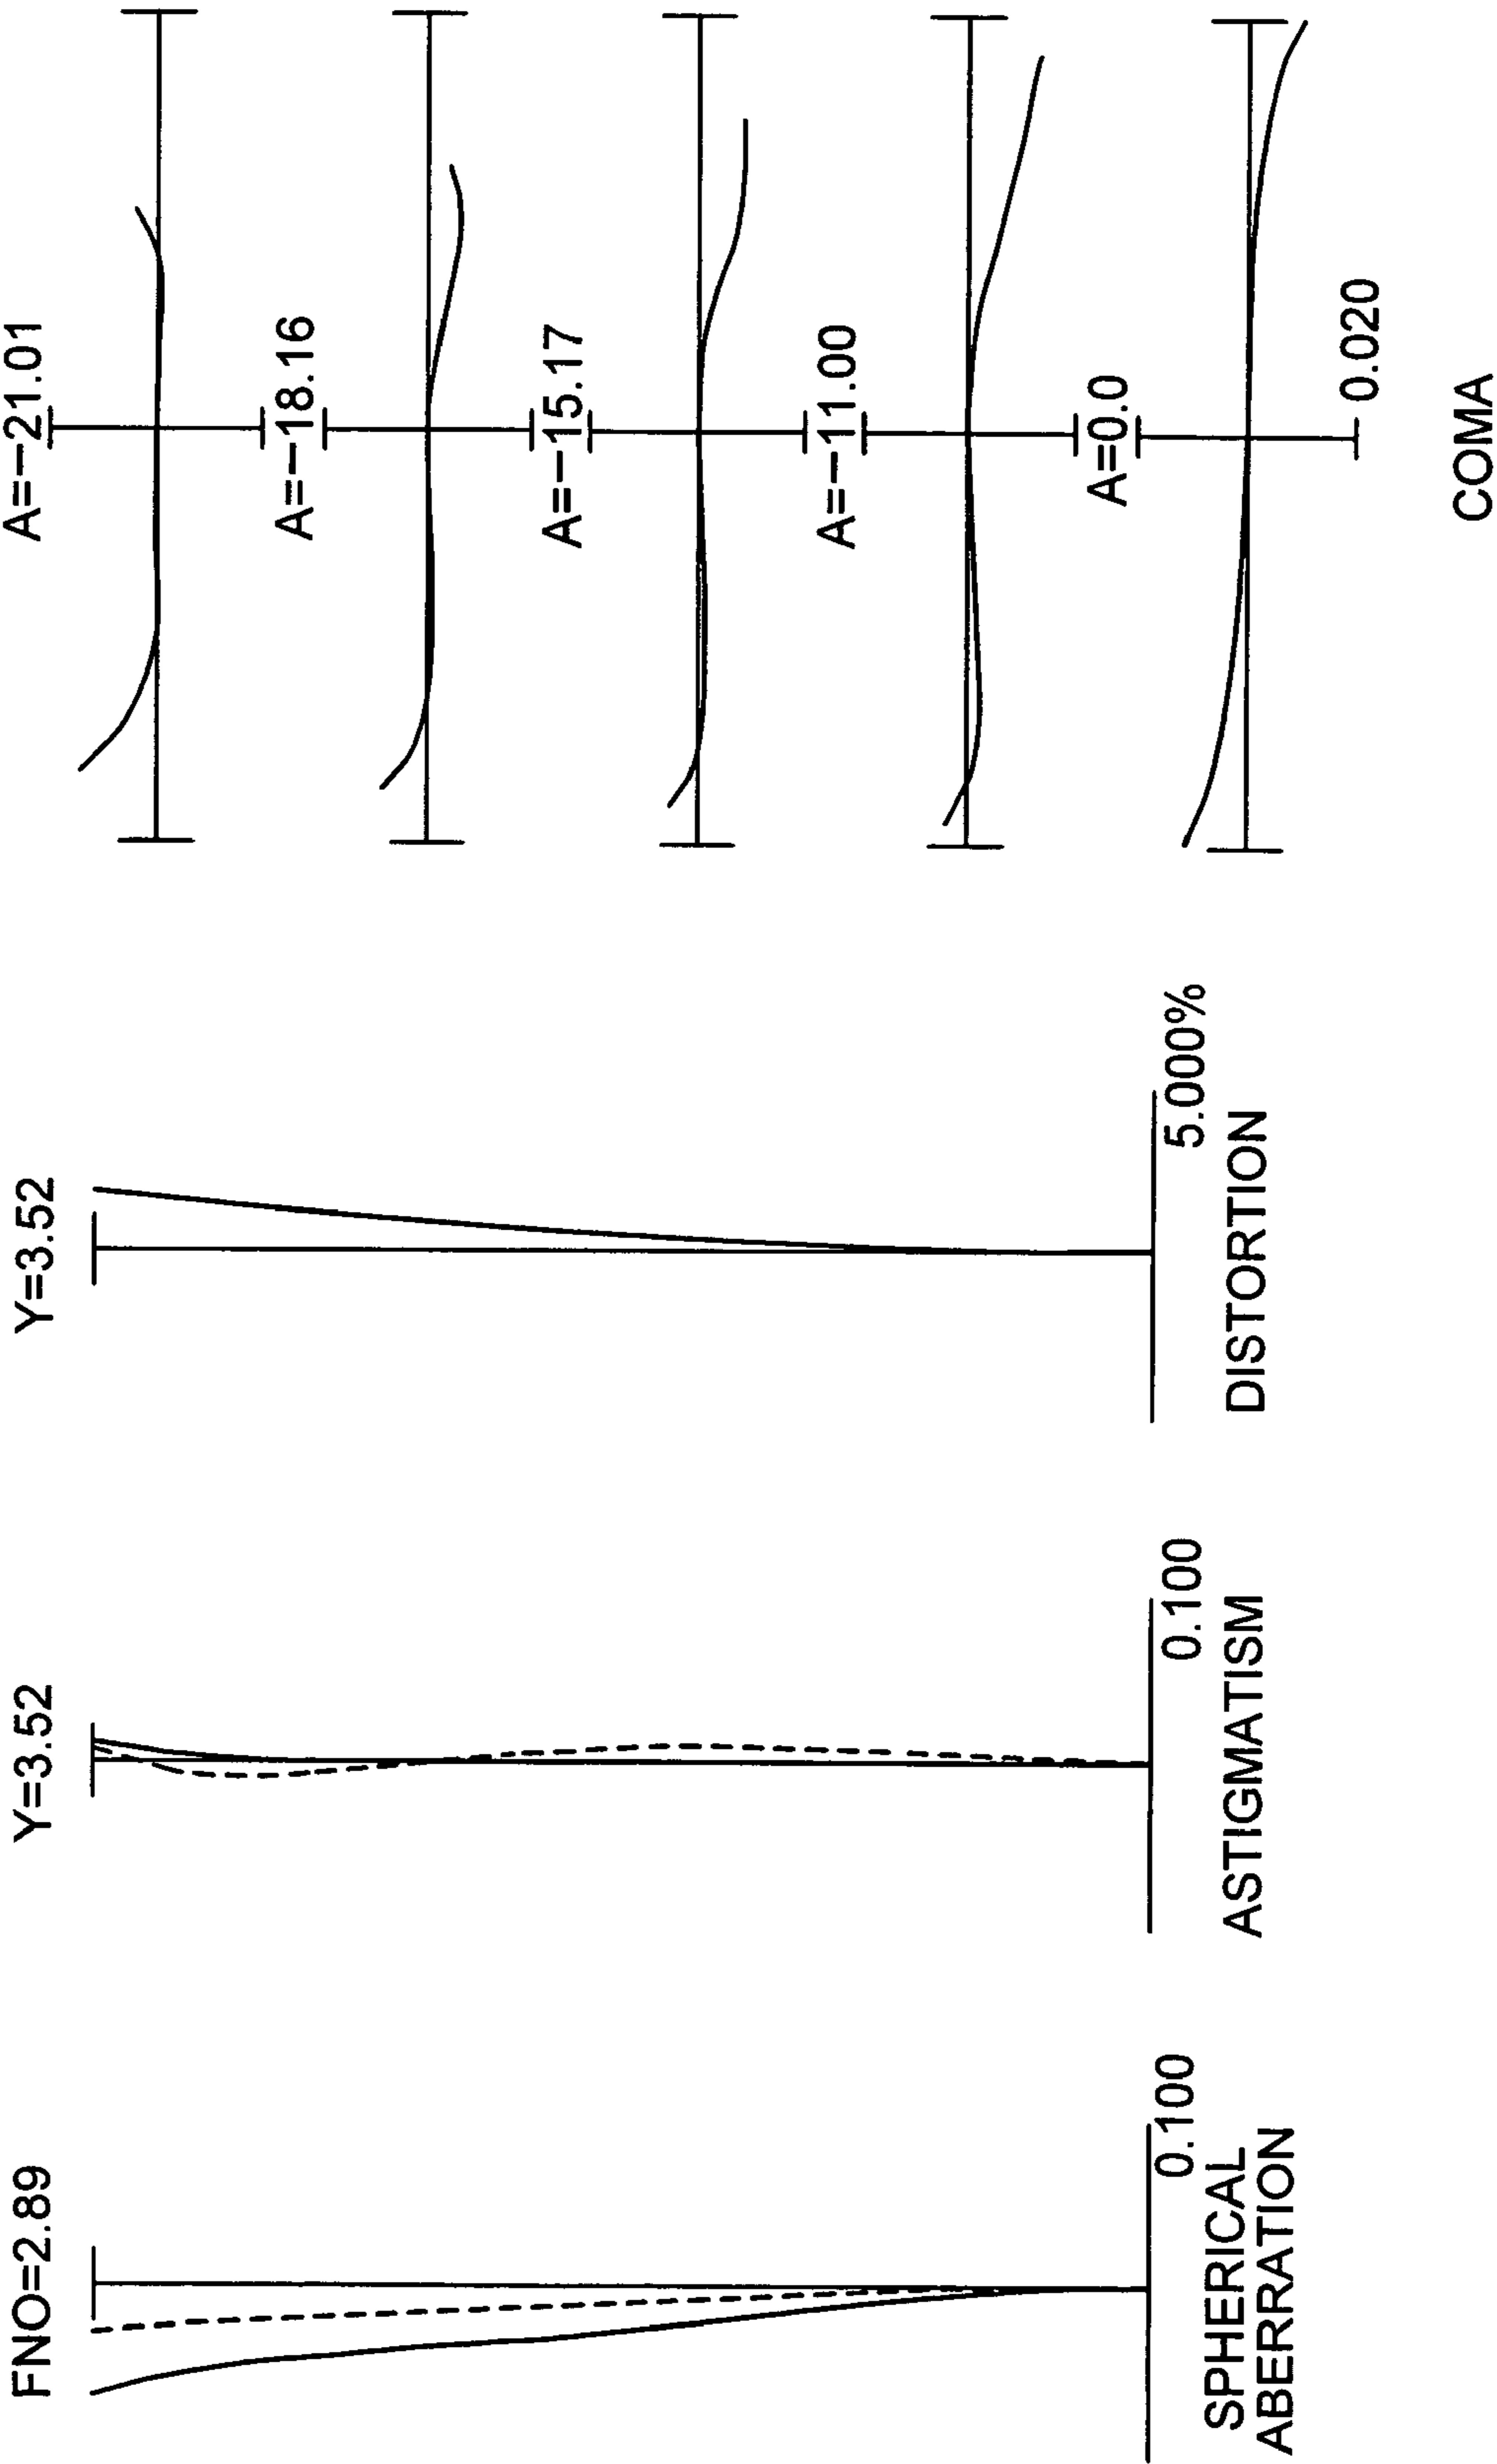 FNO=2.89
0.100
SPHERICAL
ABERRATION
Y=3.52
0.100
ASTIGMATISM
Y=3.52
5.000%
DISTORTION
A=−21.01
A=−18.16
A=−15.17
A=−11.00
A=0.0
0.020
COMA